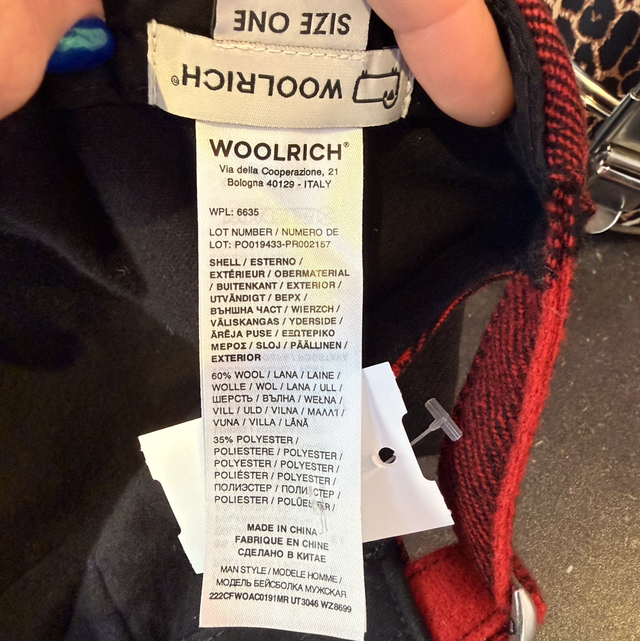 SIZE ONE
WOOLRICH®
WOOLRICH®
Via della Cooperazione, 21
Bologna 40129 - ITALY
WPL: 6635
LOT NUMBER / NUMERO DE
LOT: PO019433-PR002157
SHELL / ESTERNO /
EXTÉRIEUR / OBERMATERIAL
/ BUITENKANT / EXTERIOR /
UTVÄNDIGT / ВЕРХ /
ВЪНШНА ЧАСТ / WIERZCH /
VÄLISKANGAS / YDERSIDE /
ĀRĒJA PUSE / ΕΞΩΤΕΡΙΚΟ
ΜΕΡΟΣ / SLOJ / PÄÄLLINEN /
EXTERIOR
60% WOOL / LANA / LAINE /
WOLLE / WOL / LANA / ULL /
ШЕРСТЬ / ВЪЛНА / WEŁNA /
VILL / ULD / VILNA / ΜΑΛΛΊ /
VUNA / VILLA / LÂNĂ
35% POLYESTER /
POLIESTERE / POLYESTER /
POLYESTER / POLYESTER /
POLIÉSTER / POLYESTER /
ПОЛИЭСТЕР /
POLIESTER /
MADE IN CHINA
FABRIQUE EN CHINE
СДЕЛАНО В КИТАЕ
MAN STYLE / MODELE HOMME /
МОДЕЛЬ БЕЙСБОЛКА МУЖСКАЯ
222CFWOAC0191MR UT3046 WZ8699